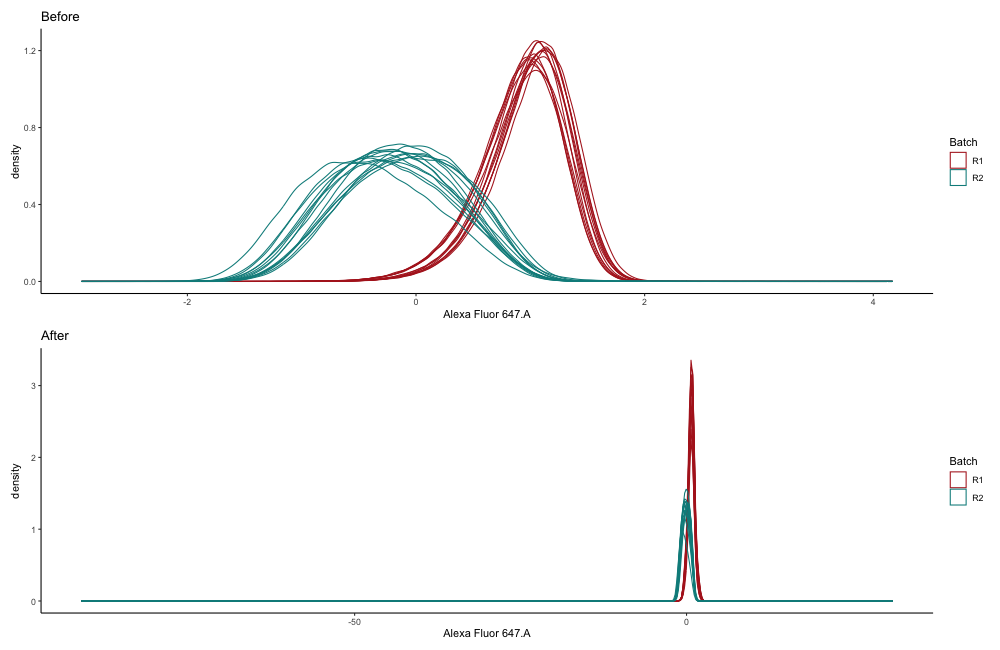 Before
1.2
0.8
0.4
0.0
density
-2 0 2 4
Alexa Fluor 647.A
Batch
R1
R2
After
3
2
1
0
density
-50 0
Alexa Fluor 647.A
Batch
R1
R2